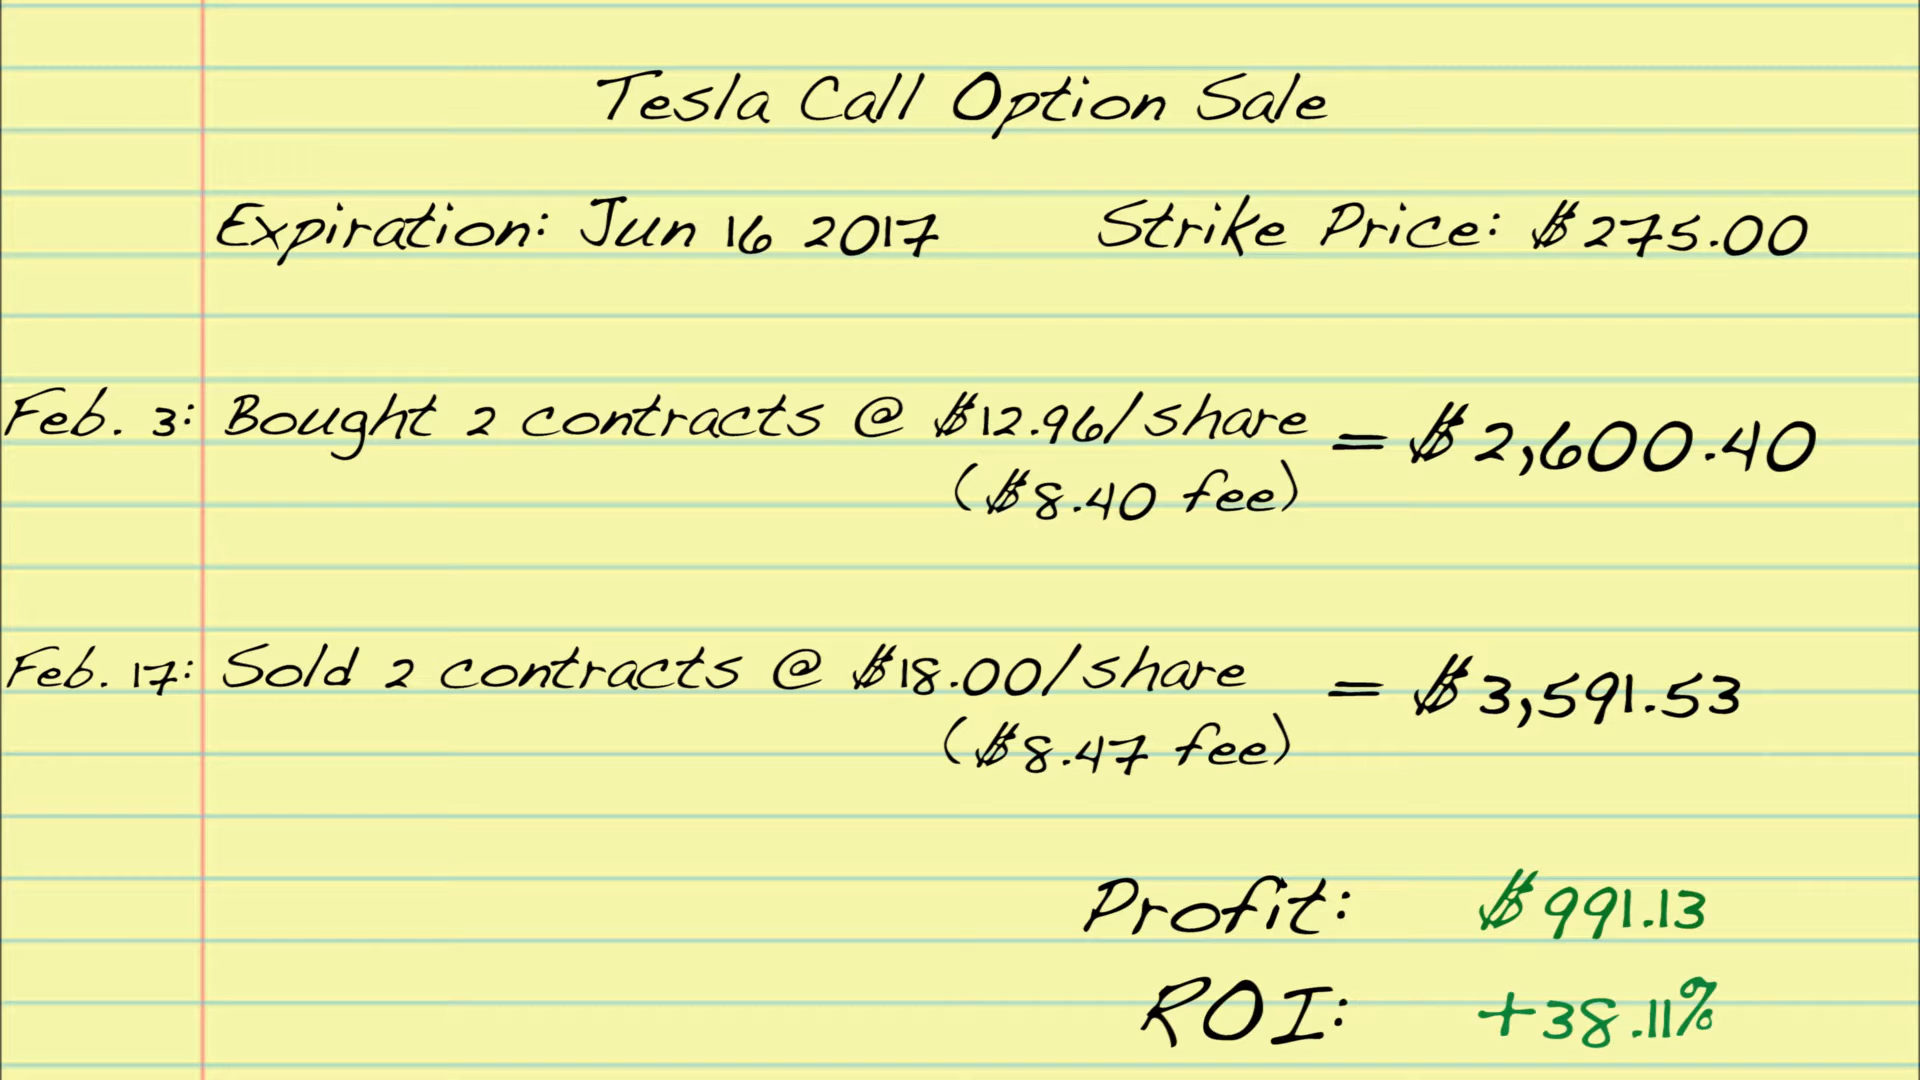 Tesla Call Option Sale
Expiration: Jun 16 2017 Strike Price: $275.00
Feb. 3: Bought 2 contracts @ $12.96/share = $2,600.40
($8.40 fee)
Feb. 17: Sold 2 contracts @ $18.00/share = $3,591.53
($8.47 fee)
Profit: $991.13
ROI: +38.11%